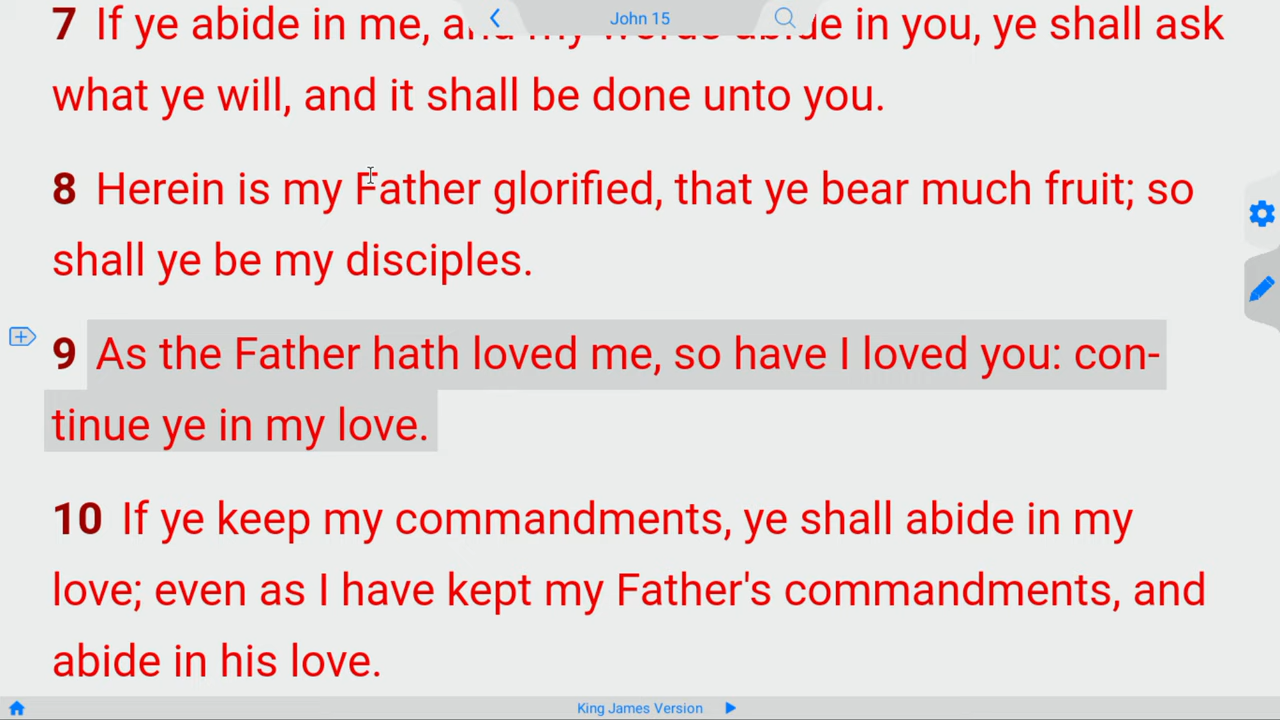 John 15
7 If ye abide in me, and my words abide in you, ye shall ask
what ye will, and it shall be done unto you.
8 Herein is my Father glorified, that ye bear much fruit; so
shall ye be my disciples.
9 As the Father hath loved me, so have I loved you: con-
tinue ye in my love.
10 If ye keep my commandments, ye shall abide in my
love; even as I have kept my Father's commandments, and
abide in his love.
King James Version